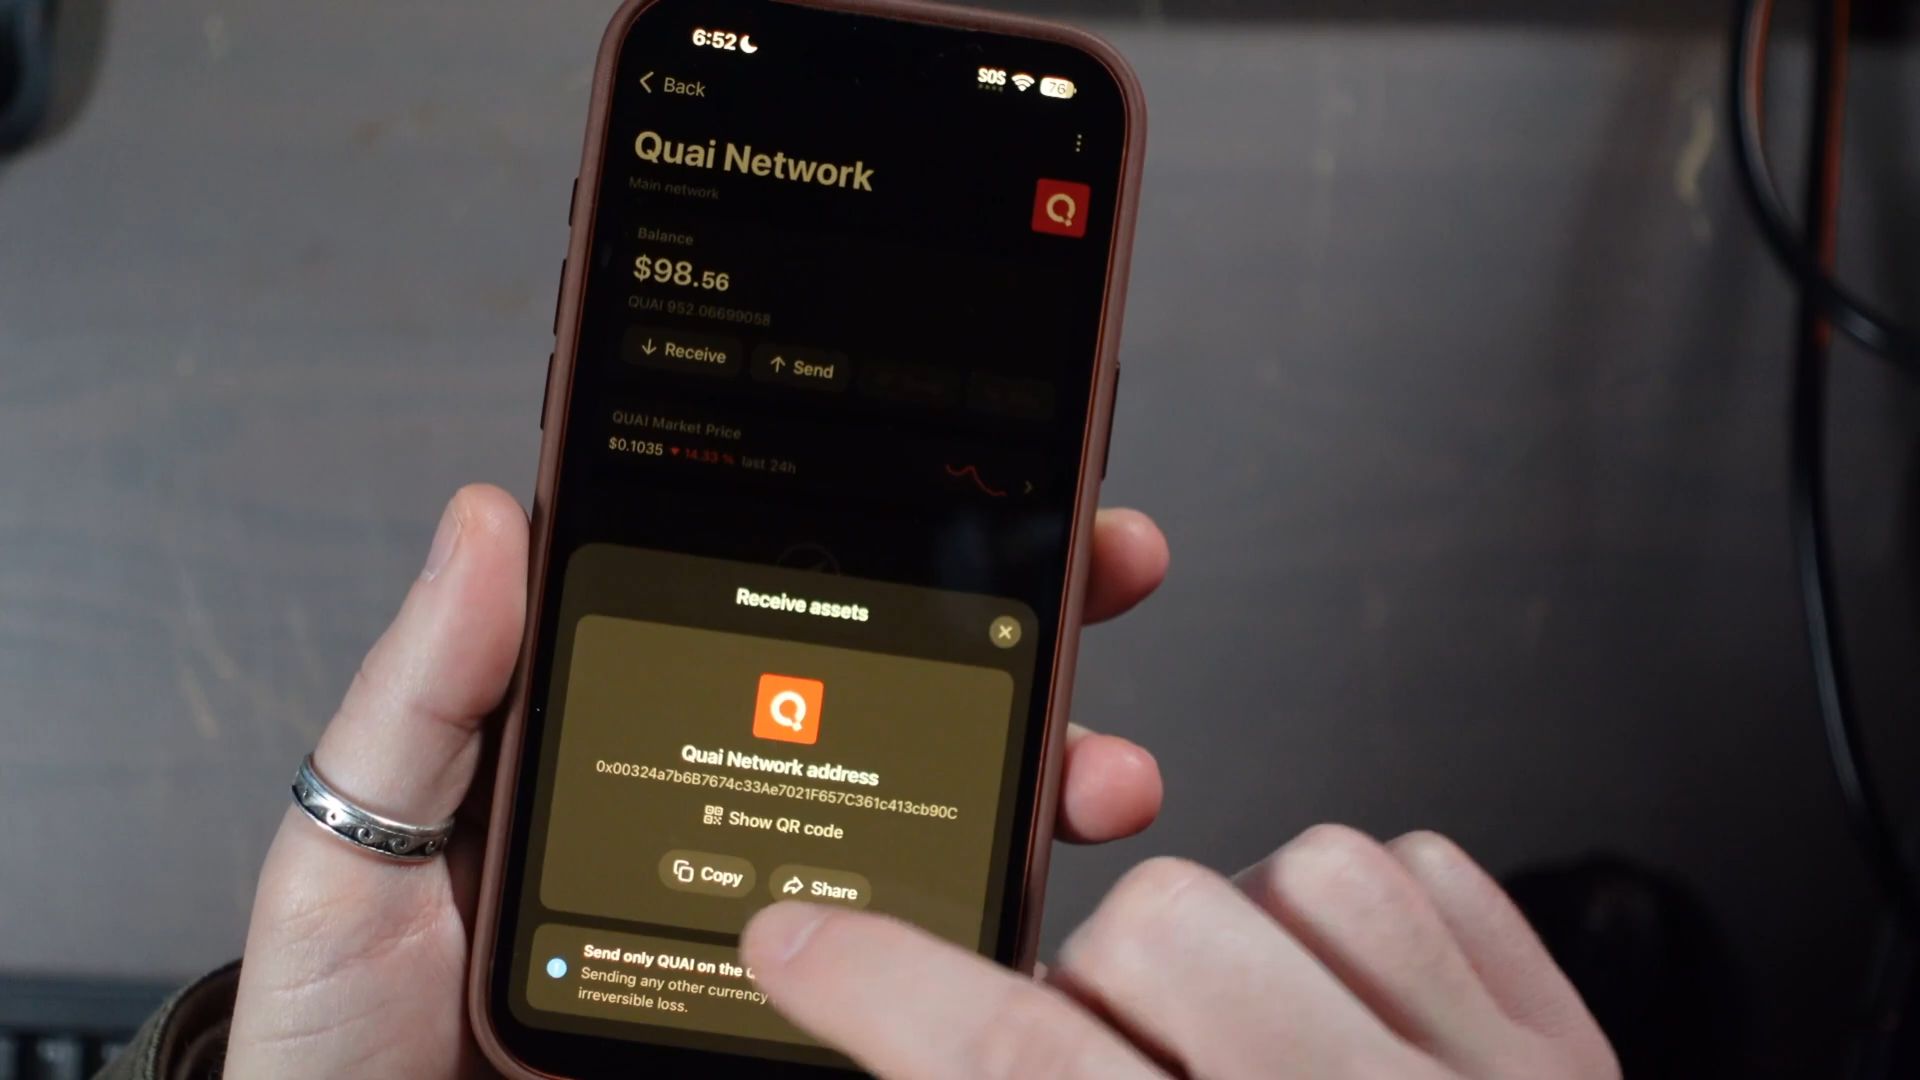 6:52
SOS
76
Back
Quai Network
Main network
Balance
$98.56
QUAI 952.06699058
Receive
Send
QUAI Market Price
$0.1035 ▼ 14.33 % last 24h
Receive assets
Quai Network address
0x00324a7b6B7674c33Ae7021F657C361c413cb90C
Show QR code
Copy
Share
Send only QUAI on the
Sending any other currency
irreversible loss.